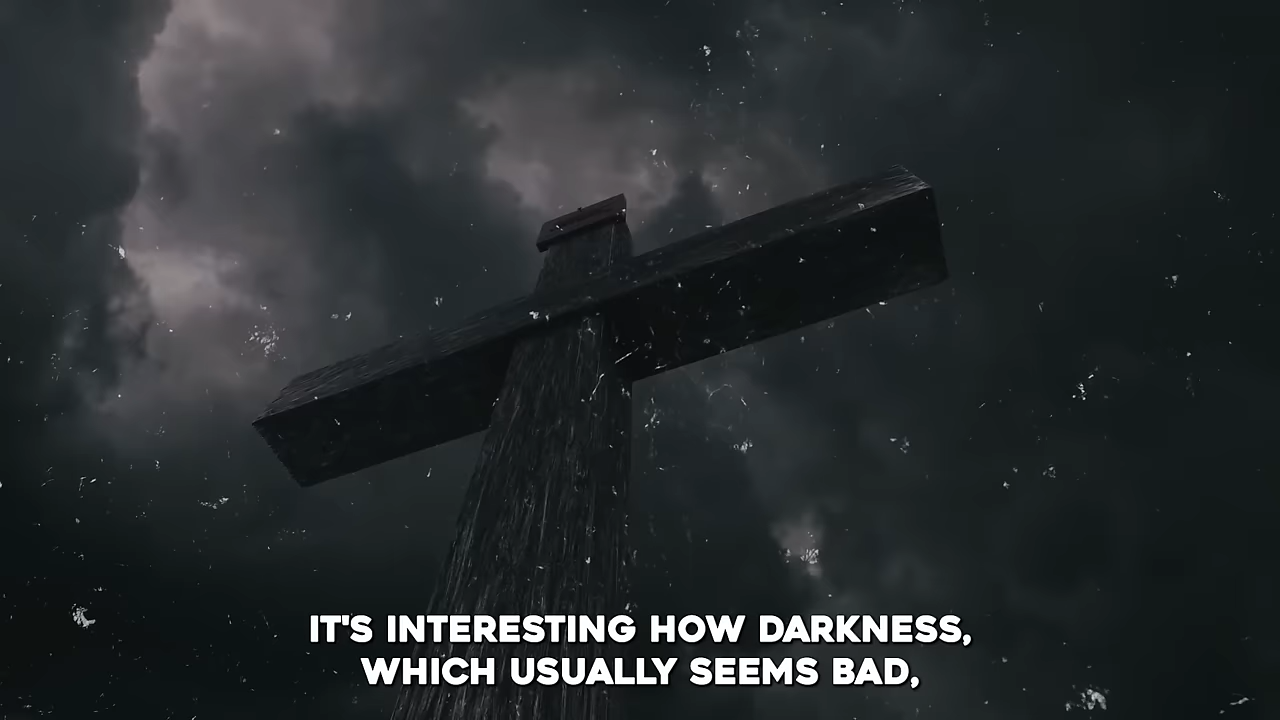 IT'S INTERESTING HOW DARKNESS,
WHICH USUALLY SEEMS BAD,